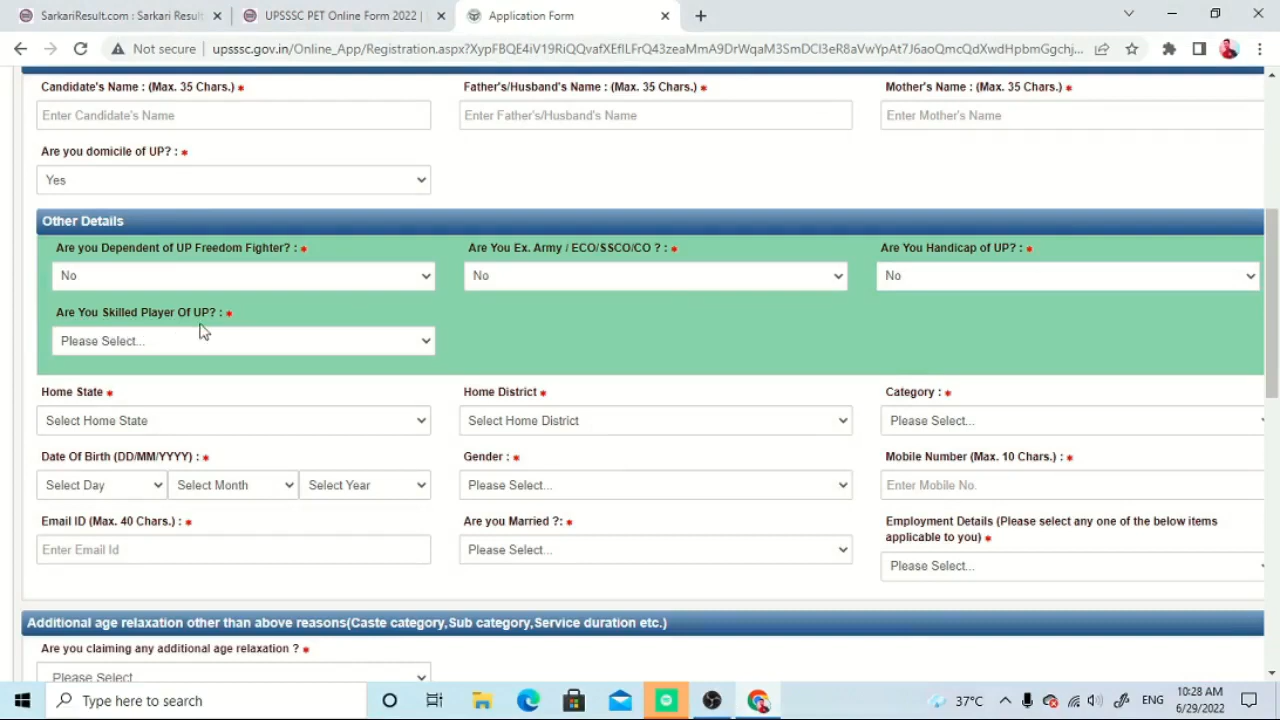 SarkariResult.com : Sarkari Result
UPSSSC PET Online Form 2022 |
Application Form
Not secure
upsssc.gov.in/Online_App/Registration.aspx?XypFBQE4iV19RiQQvafXEflLFrQ43zeaMmA9DrWqaM3SmDCl3eR8aVwYpAt7J6aoQmcQdXwdHpbmGgchj...
Candidate's Name : (Max. 35 Chars.) *
Father's/Husband's Name : (Max. 35 Chars.) *
Mother's Name : (Max. 35 Chars.) *
Enter Candidate's Name
Enter Father's/Husband's Name
Enter Mother's Name
Are you domicile of UP? : *
Yes
Other Details
Are you Dependent of UP Freedom Fighter? : *
Are You Ex. Army / ECO/SSCO/CO ? : *
Are You Handicap of UP? : *
No
No
No
Are You Skilled Player Of UP? : *
Please Select...
Home State *
Home District *
Category : *
Select Home State
Select Home District
Please Select...
Date Of Birth (DD/MM/YYYY) : *
Gender : *
Mobile Number (Max. 10 Chars.) : *
Select Day
Select Month
Select Year
Please Select...
Enter Mobile No.
Email ID (Max. 40 Chars.) : *
Are you Married ?: *
Employment Details (Please select any one of the below items
applicable to you) *
Enter Email Id
Please Select...
Please Select...
Additional age relaxation other than above reasons(Caste category,Sub category,Service duration etc.)
Are you claiming any additional age relaxation ? *
Please Select
Type here to search
37°C
ENG
10:28 AM
6/29/2022